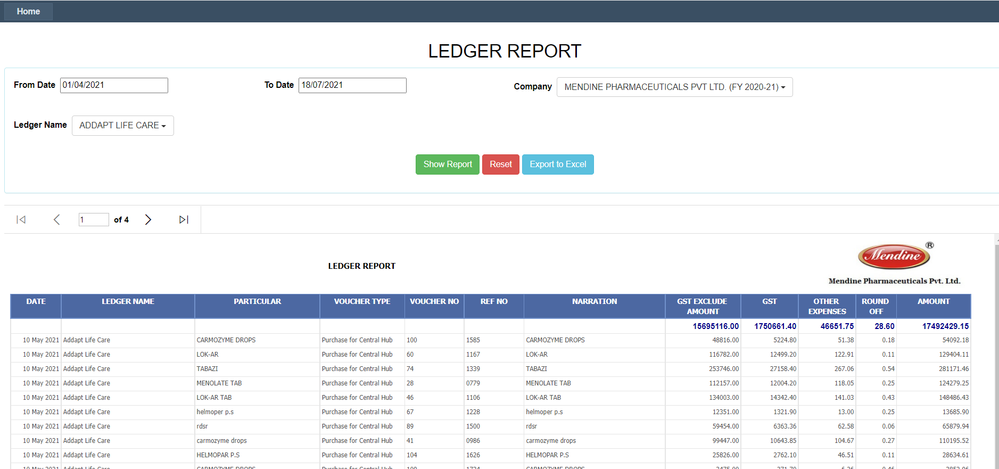 Home
LEDGER REPORT
From Date 01/04/2021 To Date 18/07/2021 Company MENDINE PHARMACEUTICALS PVT LTD. (FY 2020-21)
Ledger Name ADDAPT LIFE CARE
Show Report Reset Export to Excel
1 of 4
Mendine ®
LEDGER REPORT
Mendine Pharmaceuticals Pvt. Ltd.
DATE LEDGER NAME PARTICULAR VOUCHER TYPE VOUCHER NO REF NO NARRATION GST EXCLUDE AMOUNT GST OTHER EXPENSES ROUND OFF AMOUNT
15695116.00 1750661.40 46651.75 28.60 17492429.15
10 May 2021 Addapt Life Care CARMOZYME DROPS Purchase for Central Hub 100 1585 CARMOZYME DROPS 48816.00 5224.80 51.38 0.18 54092.18
10 May 2021 Addapt Life Care LOK-AR Purchase for Central Hub 60 1167 LOK-AR 116782.00 12499.20 122.91 0.11 129404.11
10 May 2021 Addapt Life Care TABAZI Purchase for Central Hub 74 1339 TABAZI 253746.00 27158.40 267.06 0.54 281171.46
10 May 2021 Addapt Life Care MENOLATE TAB Purchase for Central Hub 28 0779 MENOLATE TAB 112157.00 12004.20 118.05 0.25 124279.25
10 May 2021 Addapt Life Care LOK-AR TAB Purchase for Central Hub 46 1106 LOK-AR TAB 134003.00 14342.40 141.03 0.43 148486.43
10 May 2021 Addapt Life Care helmoper p.s Purchase for Central Hub 67 1228 helmoper p.s 12351.00 1321.90 13.00 0.25 13685.90
10 May 2021 Addapt Life Care rdsr Purchase for Central Hub 89 1500 rdsr 59454.00 6363.36 62.58 0.06 65879.94
10 May 2021 Addapt Life Care carmozyme drops Purchase for Central Hub 41 0986 carmozyme drops 99447.00 10643.85 104.67 0.27 110195.52
10 May 2021 Addapt Life Care HELMOPAR P.S Purchase for Central Hub 104 1626 HELMOPAR P.S 25826.00 2762.10 46.51 0.11 28634.61
10 May 2021 Addapt Life Care CARMOZYME DROPS Purchase for Central Hub